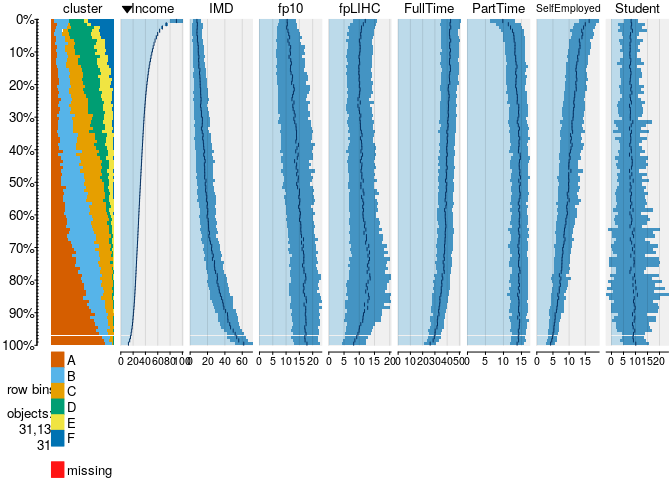 cluster Income IMD fp10 fpLIHC FullTime PartTime SelfEmployed Student
0%
10%
20%
30%
40%
50%
60%
70%
80%
90%
100%
0 20 40 60 80 100 0 20 40 60 0 5 10 15 20 0 5 10 15 20 0 10 20 30 40 50 0 5 10 15 0 5 10 15 0 5 10 15 20
A
B
C
D
E
F
row bins
objects:
31,13
31
missing